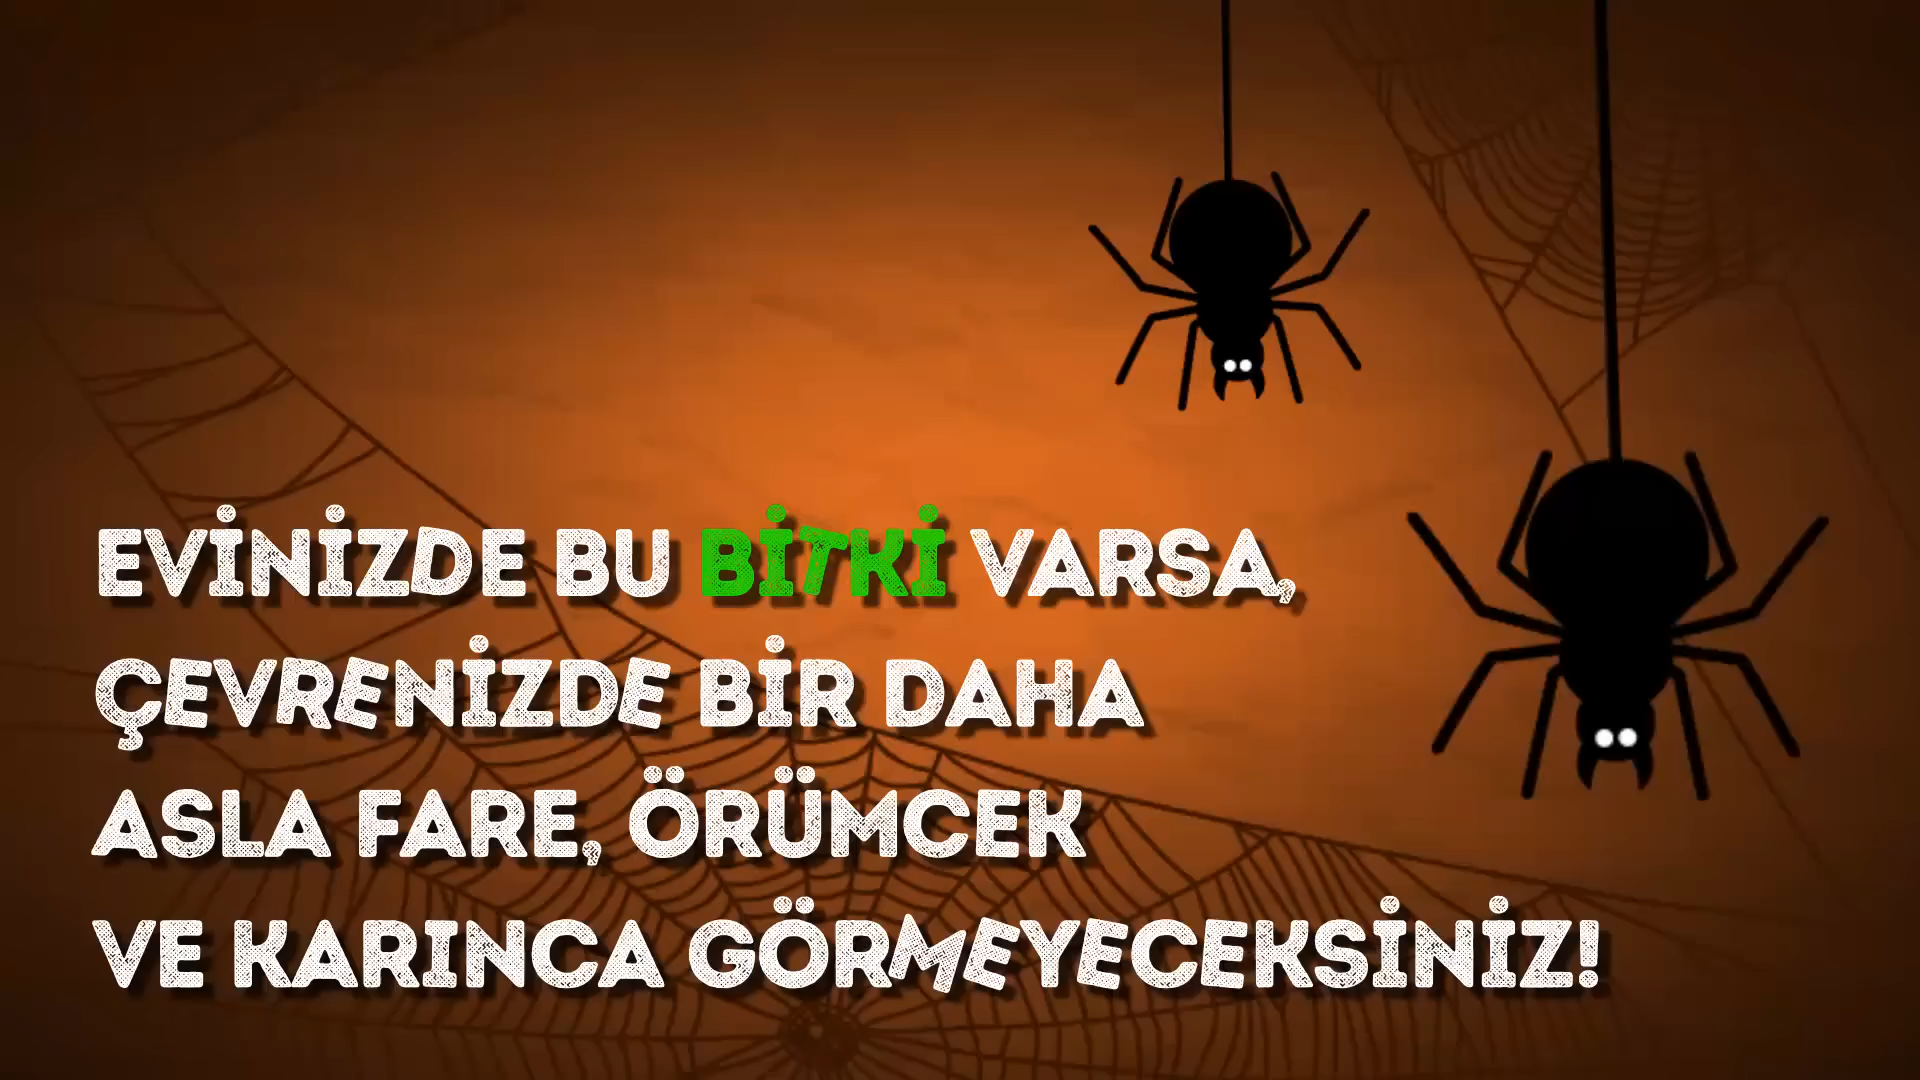 EVİNİZDE BU BİTKİ VARSA,
ÇEVRENİZDE BİR DAHA
ASLA FARE, ÖRÜMCEK
VE KARINCA GÖRMEYECEKSİNİZ!